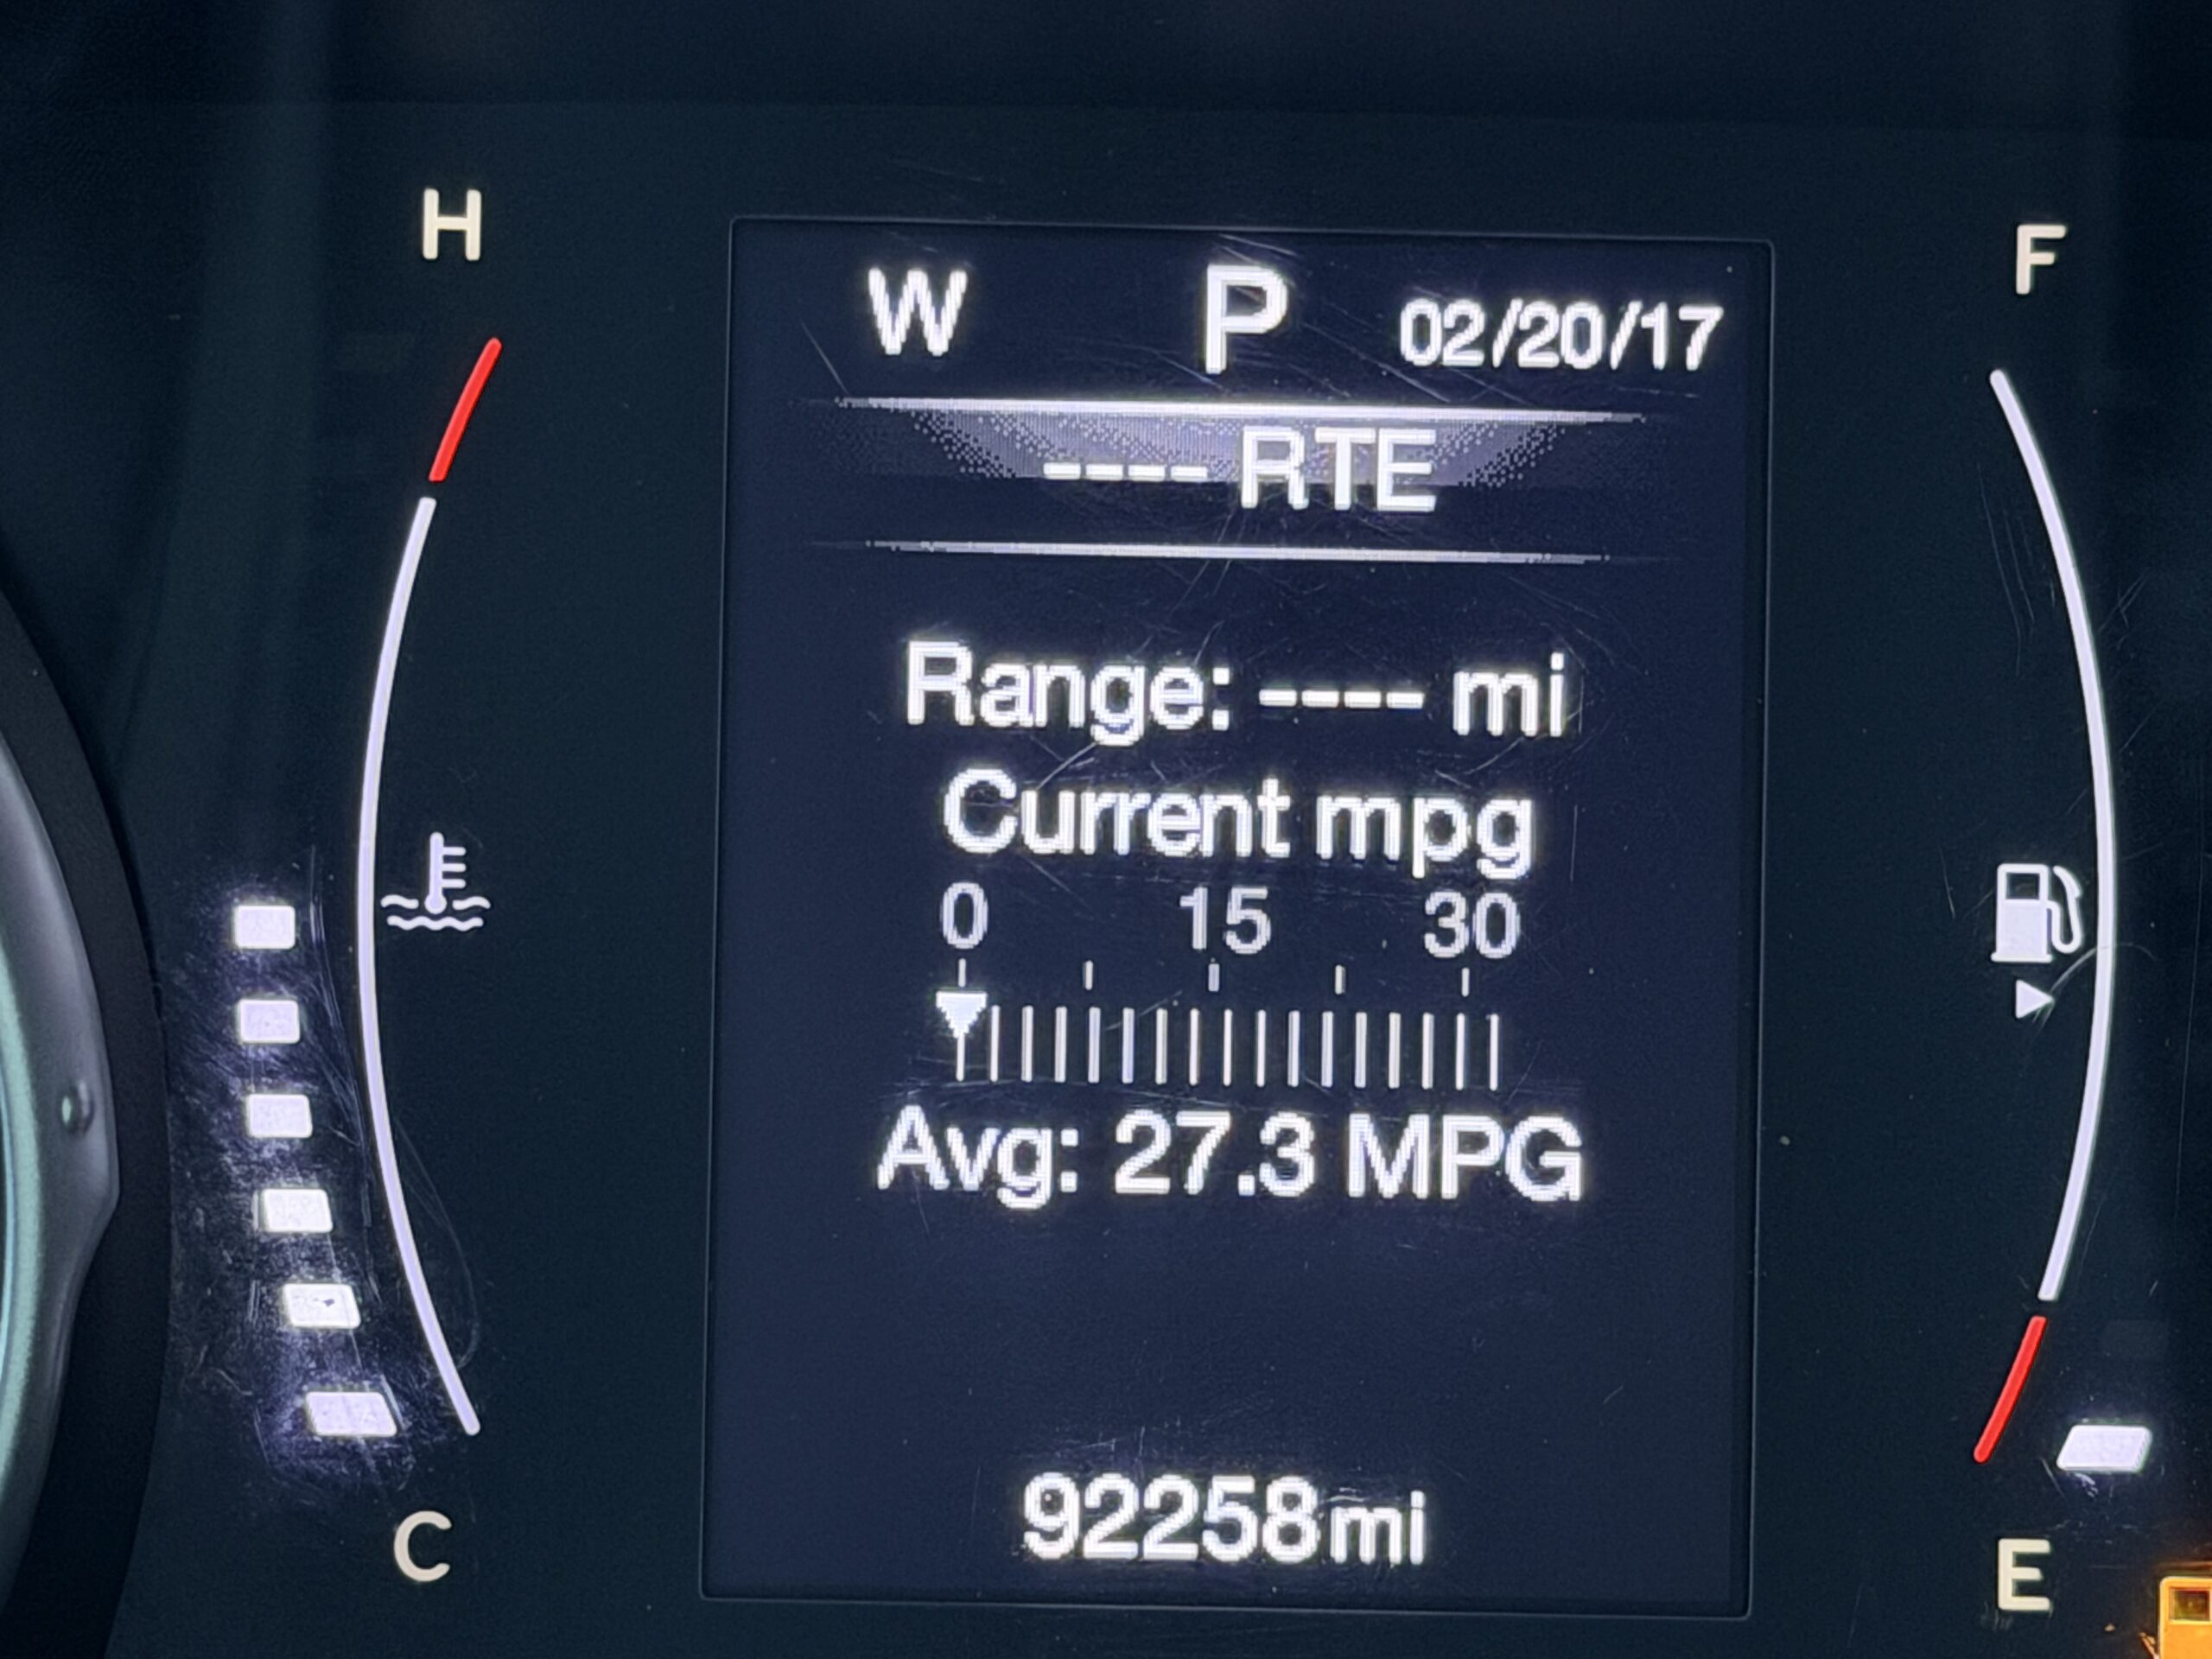 H
F
W P 02/20/17
---- RTE
Range: ---- mi
Current mpg
0 15 30
Avg: 27.3 MPG
92258mi
C
E